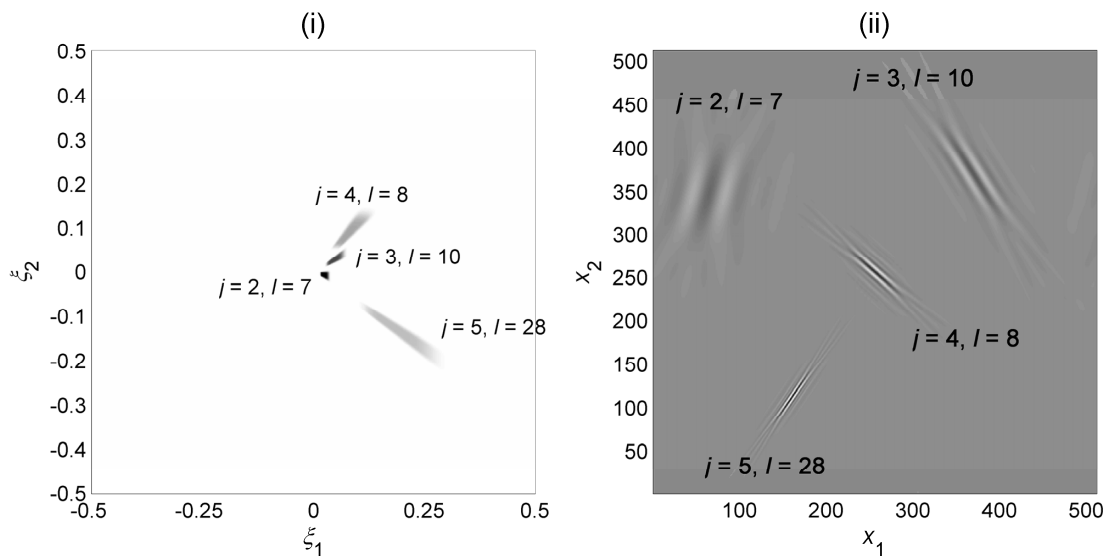 (i)
0.5
0.4
0.3
0.2
0.1
0
-0.1
-0.2
-0.3
-0.4
-0.5
ξ2
j = 4, l = 8
j = 3, l = 10
j = 2, l = 7
j = 5, l = 28
-0.5
-0.25
0
0.25
0.5
ξ1
(ii)
500
450
400
350
300
250
200
150
100
50
x2
j = 3, l = 10
j = 2, l = 7
j = 4, l = 8
j = 5, l = 28
100
200
300
400
500
x1